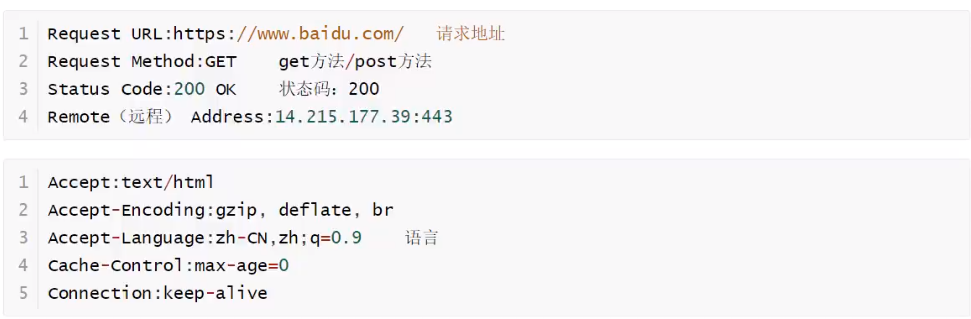 1 Request URL:https://www.baidu.com/ 请求地址
2 Request Method:GET get方法/post方法
3 Status Code:200 OK 状态码：200
4 Remote（远程） Address:14.215.177.39:443
1 Accept:text/html
2 Accept-Encoding:gzip, deflate, br
3 Accept-Language:zh-CN,zh;q=0.9 语言
4 Cache-Control:max-age=0
5 Connection:keep-alive